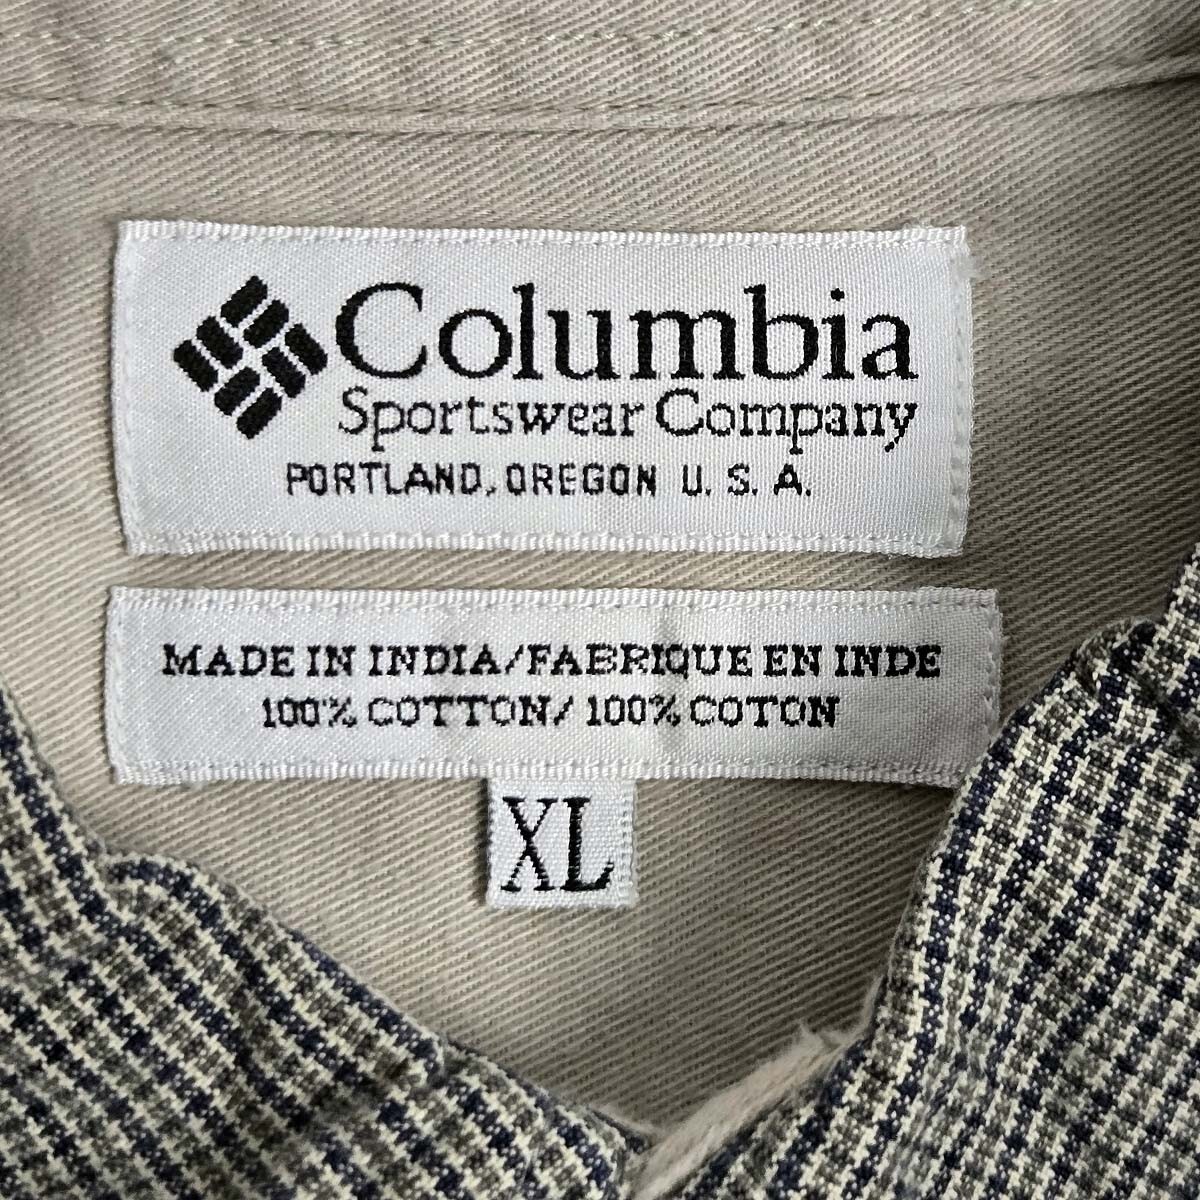 Columbia
Sportswear Company
PORTLAND, OREGON U. S. A.
MADE IN INDIA/FABRIQUE EN INDE
100% COTTON/ 100% COTON
XL